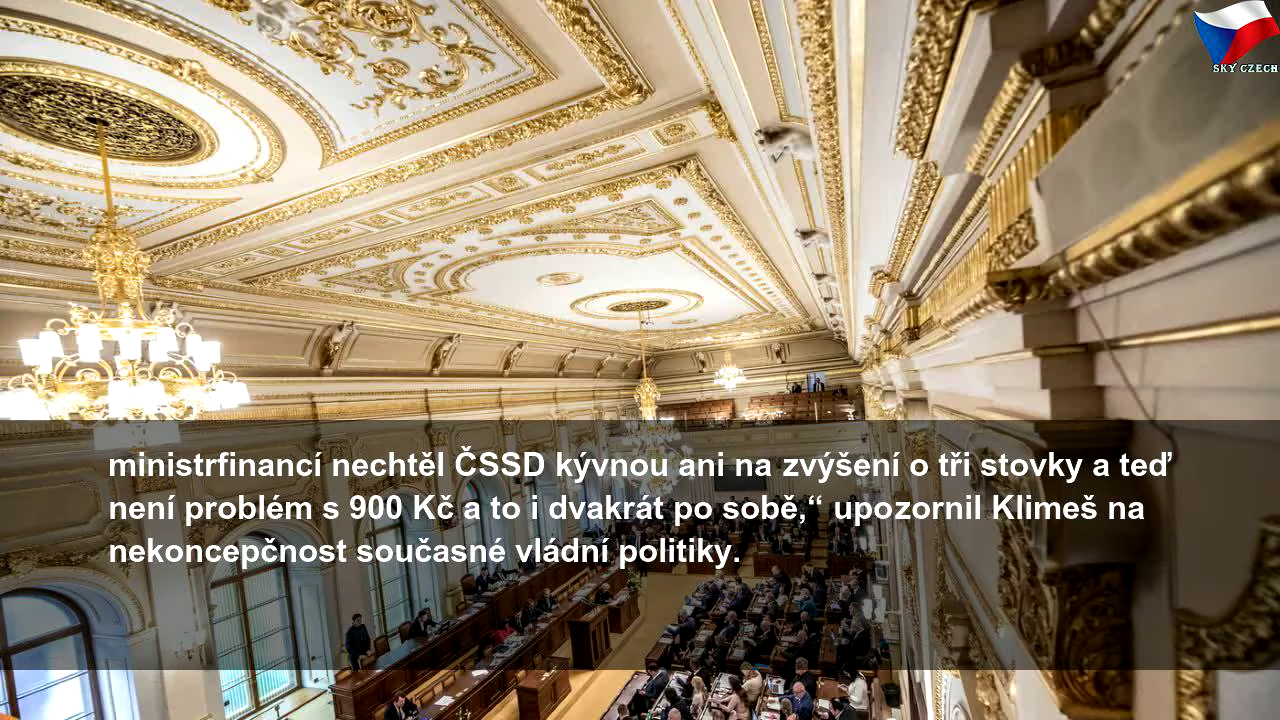 SKY CZECH
ministrfinancí nechtěl ČSSD kývnou ani na zvýšení o tři stovky a teď
není problém s 900 Kč a to i dvakrát po sobě,“ upozornil Klimeš na
nekoncepčnost současné vládní politiky.